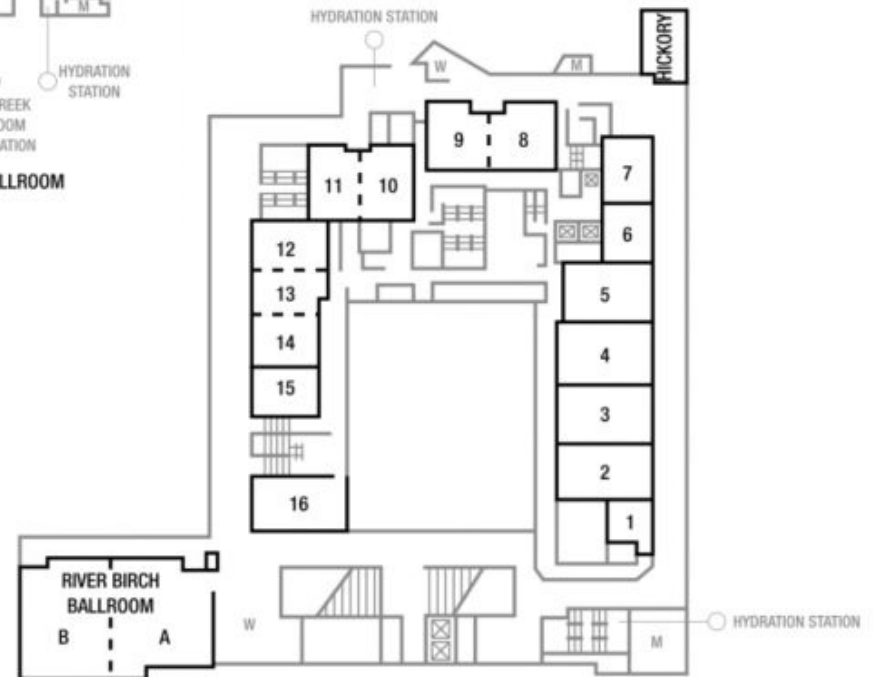 M
HYDRATION STATION
HICKORY
W
M
HYDRATION
STATION
REEK
OOM
ATION
LLROOM
9
8
11
10
7
12
6
13
5
14
4
15
3
2
16
1
RIVER BIRCH
BALLROOM
B
A
W
M
HYDRATION STATION